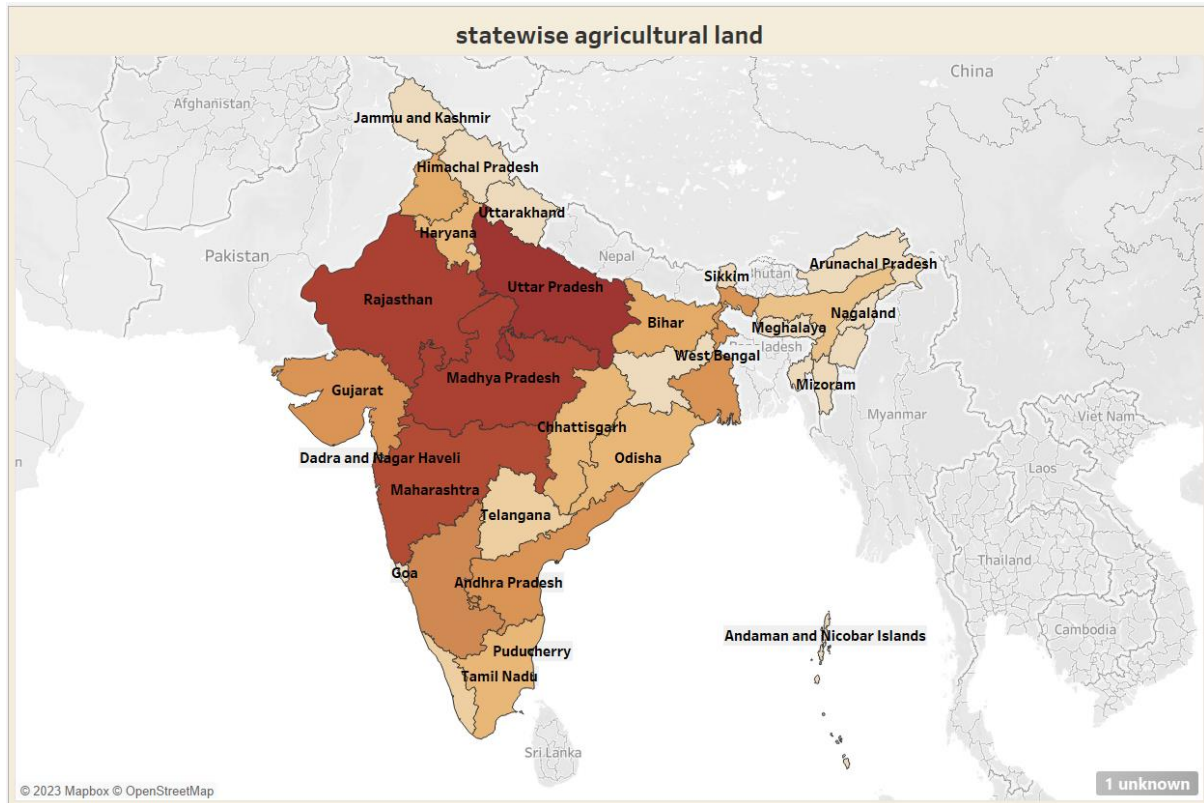 statewise agricultural land
China
Afghanistan
Jammu and Kashmir
Himachal Pradesh
Uttarakhand
Haryana
Pakistan
Nepal
Sikkim
Bhutan
Arunachal Pradesh
Rajasthan
Uttar Pradesh
Bihar
Nagaland
Meghalaya
Bangladesh
West Bengal
Madhya Pradesh
Mizoram
Gujarat
Myanmar
Viet Nam
Chhattisgarh
Dadra and Nagar Haveli
Odisha
Laos
Maharashtra
Telangana
Thailand
Goa
Andhra Pradesh
Cambodia
Andaman and Nicobar Islands
Puducherry
Tamil Nadu
Sri Lanka
© 2023 Mapbox © OpenStreetMap
1 unknown